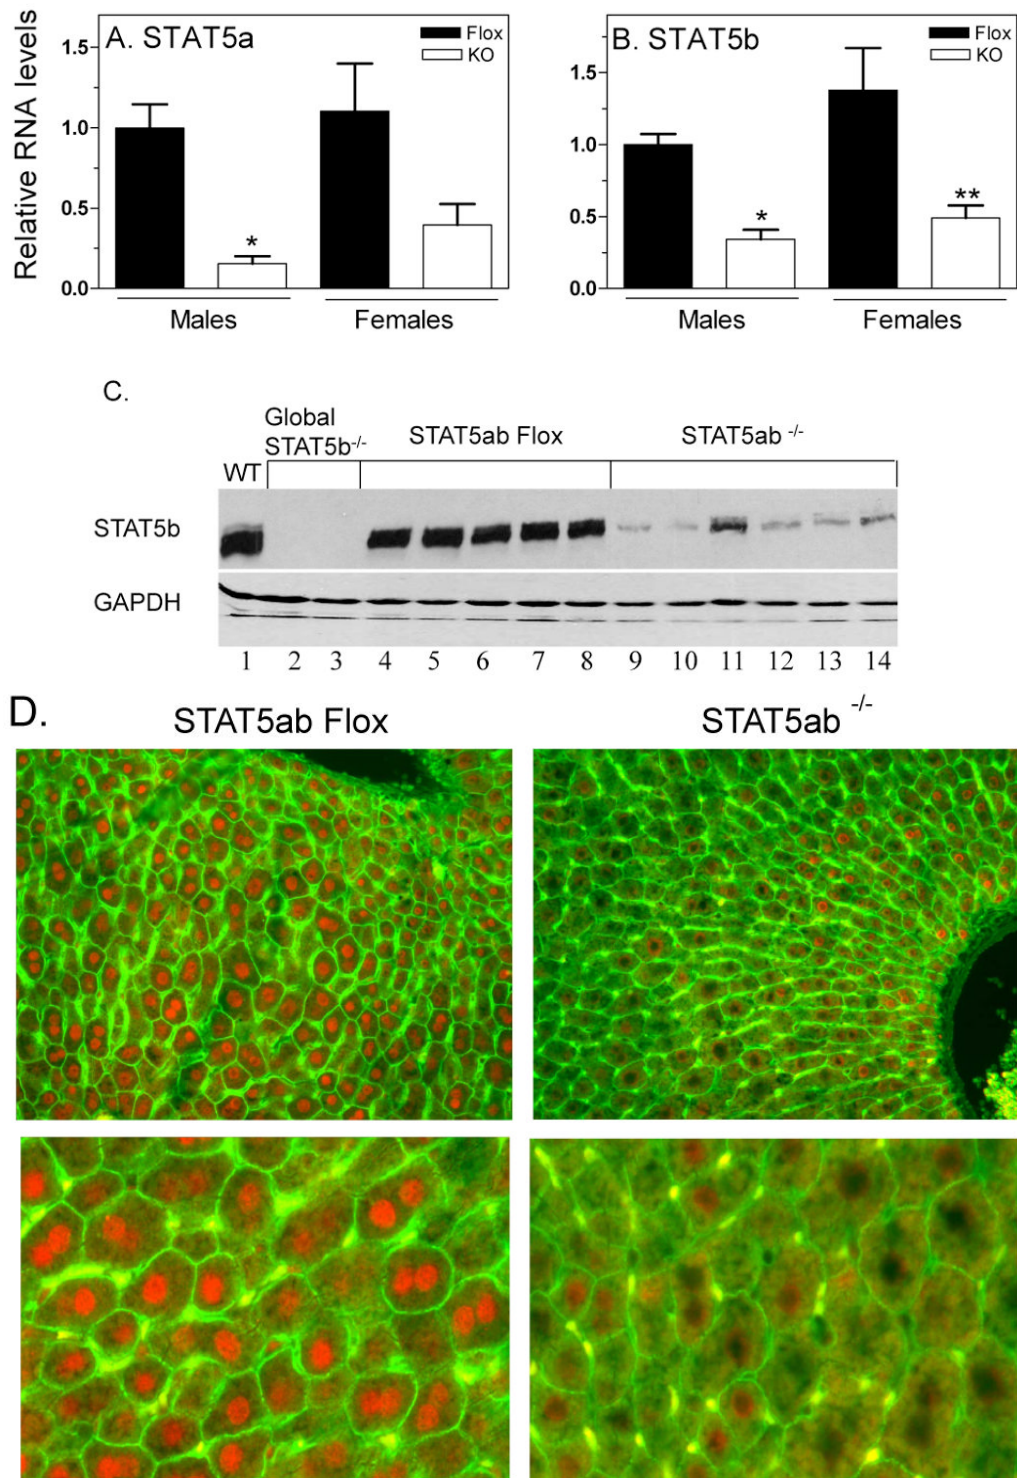 A. STAT5a
Flox
KO
Relative RNA levels
1.5
1.0
0.5
0.0
*
Males
Females
B. STAT5b
Flox
KO
1.5
1.0
0.5
0.0
*
**
Males
Females
C.
Global
STAT5b-/-
STAT5ab Flox
STAT5ab -/-
WT
STAT5b
GAPDH
1 2 3 4 5 6 7 8 9 10 11 12 13 14
D.
STAT5ab Flox
STAT5ab -/-